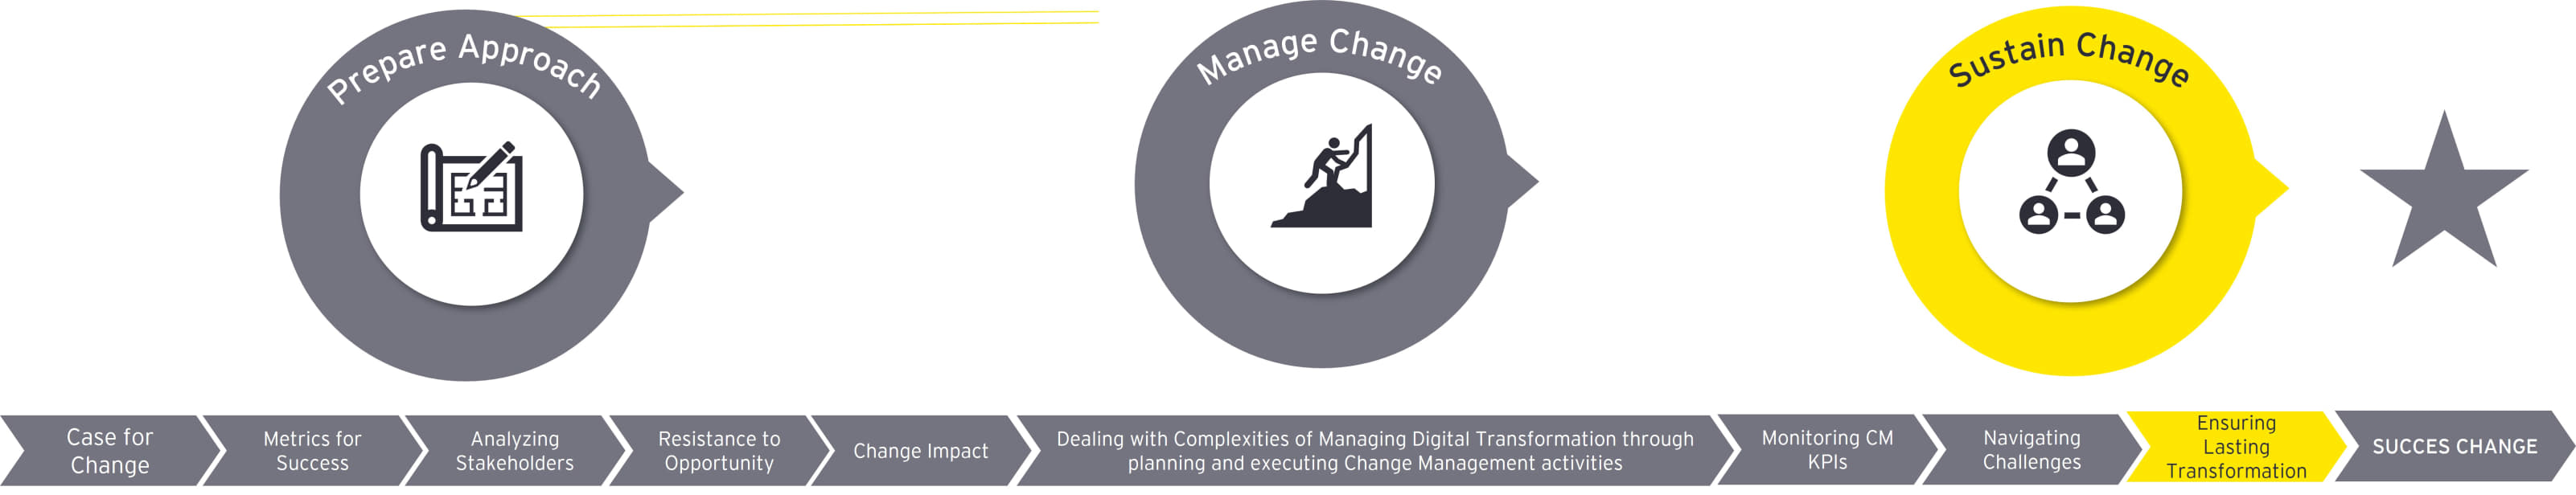 Prepare Approach
Manage Change
Sustain Change
Case for
Change
Metrics for
Success
Analyzing
Stakeholders
Resistance to
Opportunity
Change Impact
Dealing with Complexities of Managing Digital Transformation through
planning and executing Change Management activities
Monitoring CM
KPIs
Navigating
Challenges
Ensuring
Lasting
Transformation
SUCCES CHANGE